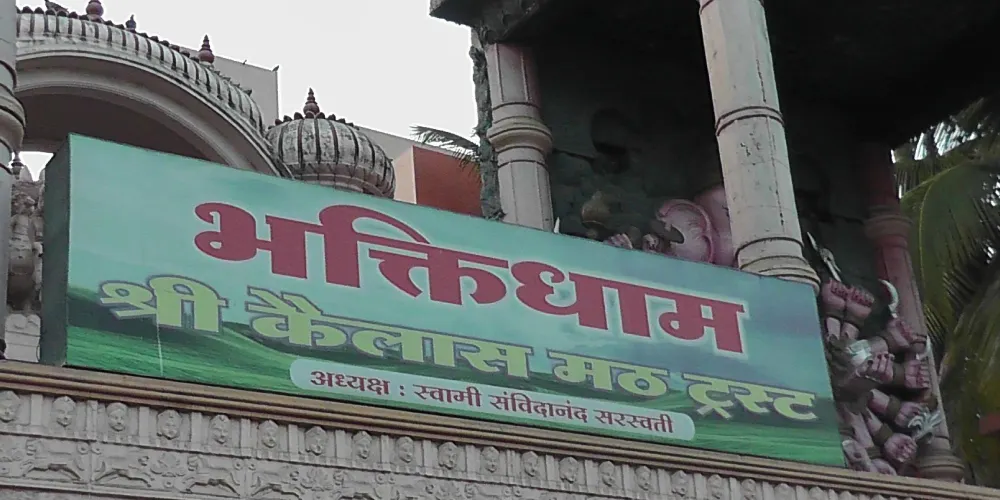 भक्तिधाम
श्री कैलास मठ ट्रस्ट
अध्यक्ष : स्वामी संविदानंद सरस्वती